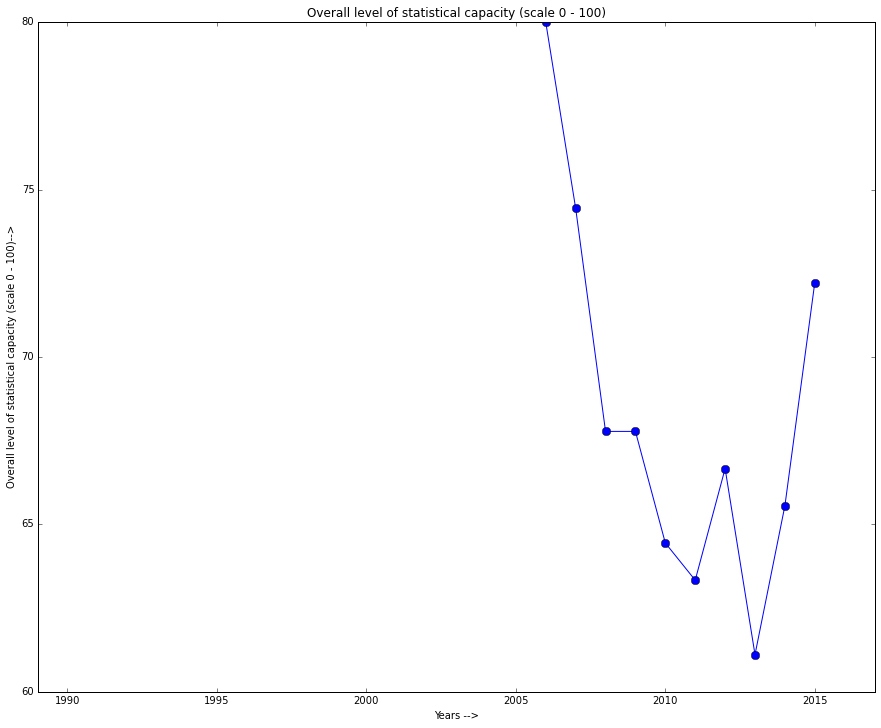 Overall level of statistical capacity (scale 0 - 100)
80
75
70
65
60
Overall level of statistical capacity (scale 0 - 100)-->
1990 1995 2000 2005 2010 2015
Years -->